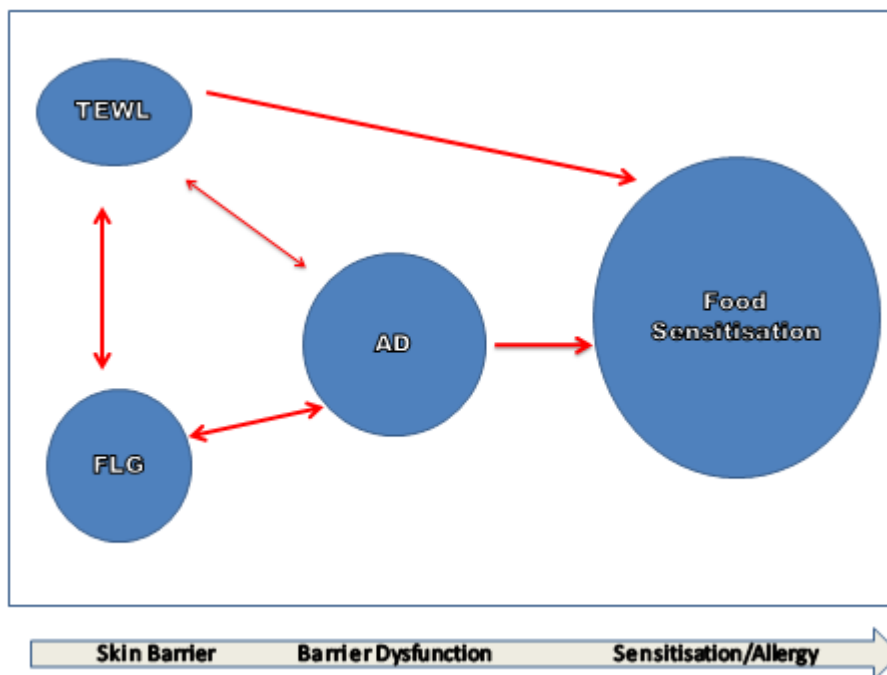 TEWL
Food
Sensitisation
AD
FLG
Skin Barrier Barrier Dysfunction Sensitisation/Allergy